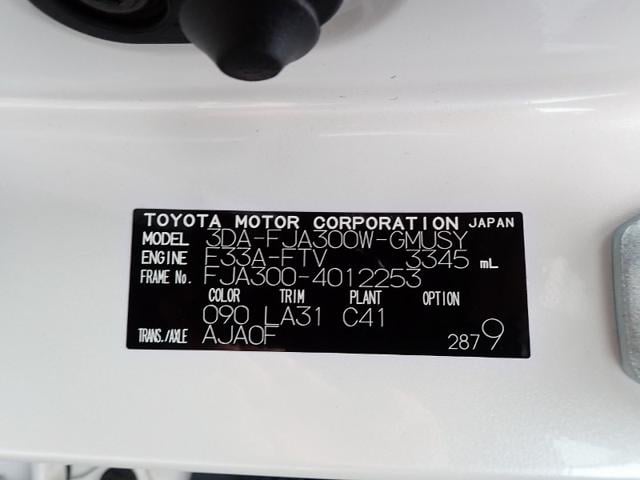 TOYOTA MOTOR CORPORATION JAPAN
MODEL 3DA-FJA300W-GMUSY
ENGINE F33A-FTV 3345 mL
FRAME No. FJA300-4012253
COLOR TRIM PLANT OPTION
090 LA31 C41
TRANS./AXLE AJA0F 2879